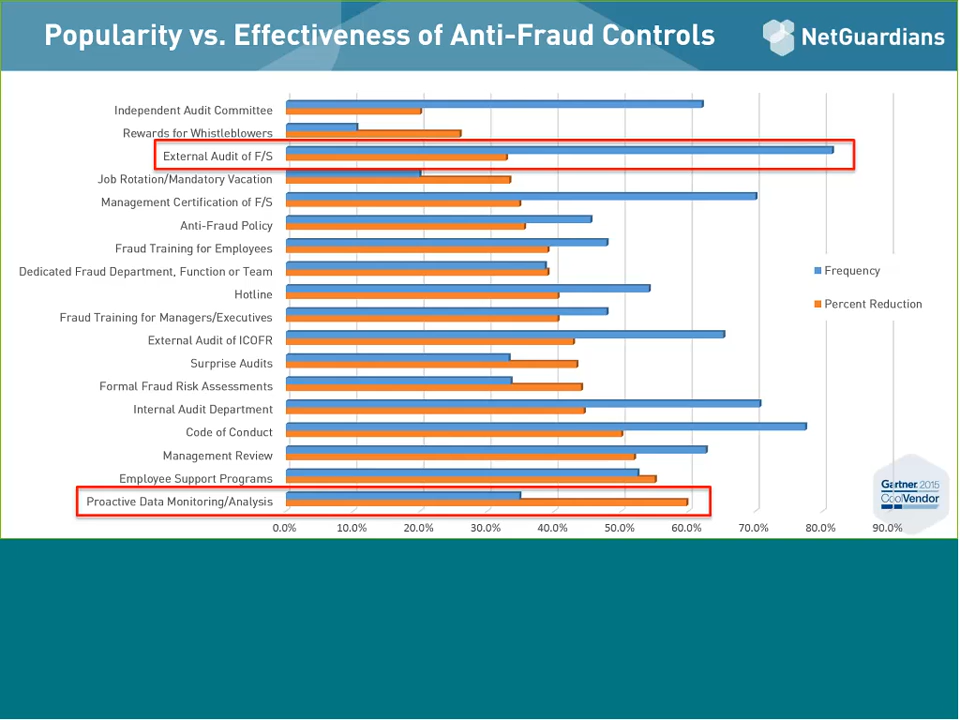 Popularity vs. Effectiveness of Anti-Fraud Controls
NetGuardians
Independent Audit Committee
Rewards for Whistleblowers
External Audit of F/S
Job Rotation/Mandatory Vacation
Management Certification of F/S
Anti-Fraud Policy
Fraud Training for Employees
Dedicated Fraud Department, Function or Team
Hotline
Fraud Training for Managers/Executives
External Audit of ICOFR
Surprise Audits
Formal Fraud Risk Assessments
Internal Audit Department
Code of Conduct
Management Review
Employee Support Programs
Proactive Data Monitoring/Analysis
Frequency
Percent Reduction
Gartner 2015
CoolVendor
0.0% 10.0% 20.0% 30.0% 40.0% 50.0% 60.0% 70.0% 80.0% 90.0%